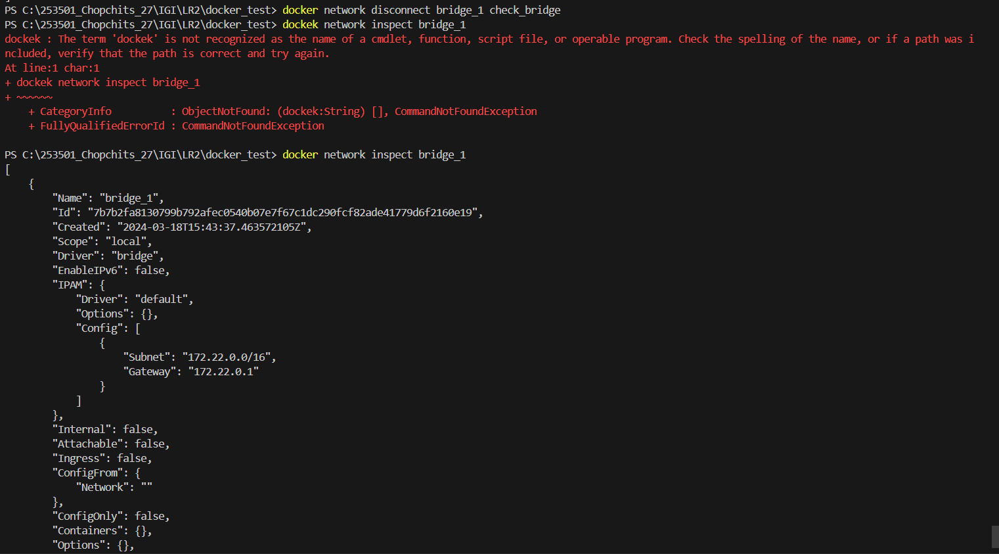 ]
PS C:\253501_Chopchits_27\IGI\LR2\docker_test> docker network disconnect bridge_1 check_bridge
PS C:\253501_Chopchits_27\IGI\LR2\docker_test> dockek network inspect bridge_1
dockek : The term 'dockek' is not recognized as the name of a cmdlet, function, script file, or operable program. Check the spelling of the name, or if a path was i
ncluded, verify that the path is correct and try again.
At line:1 char:1
+ dockek network inspect bridge_1
+ ~~~~~~
    + CategoryInfo          : ObjectNotFound: (dockek:String) [], CommandNotFoundException
    + FullyQualifiedErrorId : CommandNotFoundException

PS C:\253501_Chopchits_27\IGI\LR2\docker_test> docker network inspect bridge_1
[
    {
        "Name": "bridge_1",
        "Id": "7b7b2fa8130799b792afec0540b07e7f67c1dc290fcf82ade41779d6f2160e19",
        "Created": "2024-03-18T15:43:37.463572105Z",
        "Scope": "local",
        "Driver": "bridge",
        "EnableIPv6": false,
        "IPAM": {
            "Driver": "default",
            "Options": {},
            "Config": [
                {
                    "Subnet": "172.22.0.0/16",
                    "Gateway": "172.22.0.1"
                }
            ]
        },
        "Internal": false,
        "Attachable": false,
        "Ingress": false,
        "ConfigFrom": {
            "Network": ""
        },
        "ConfigOnly": false,
        "Containers": {},
        "Options": {},